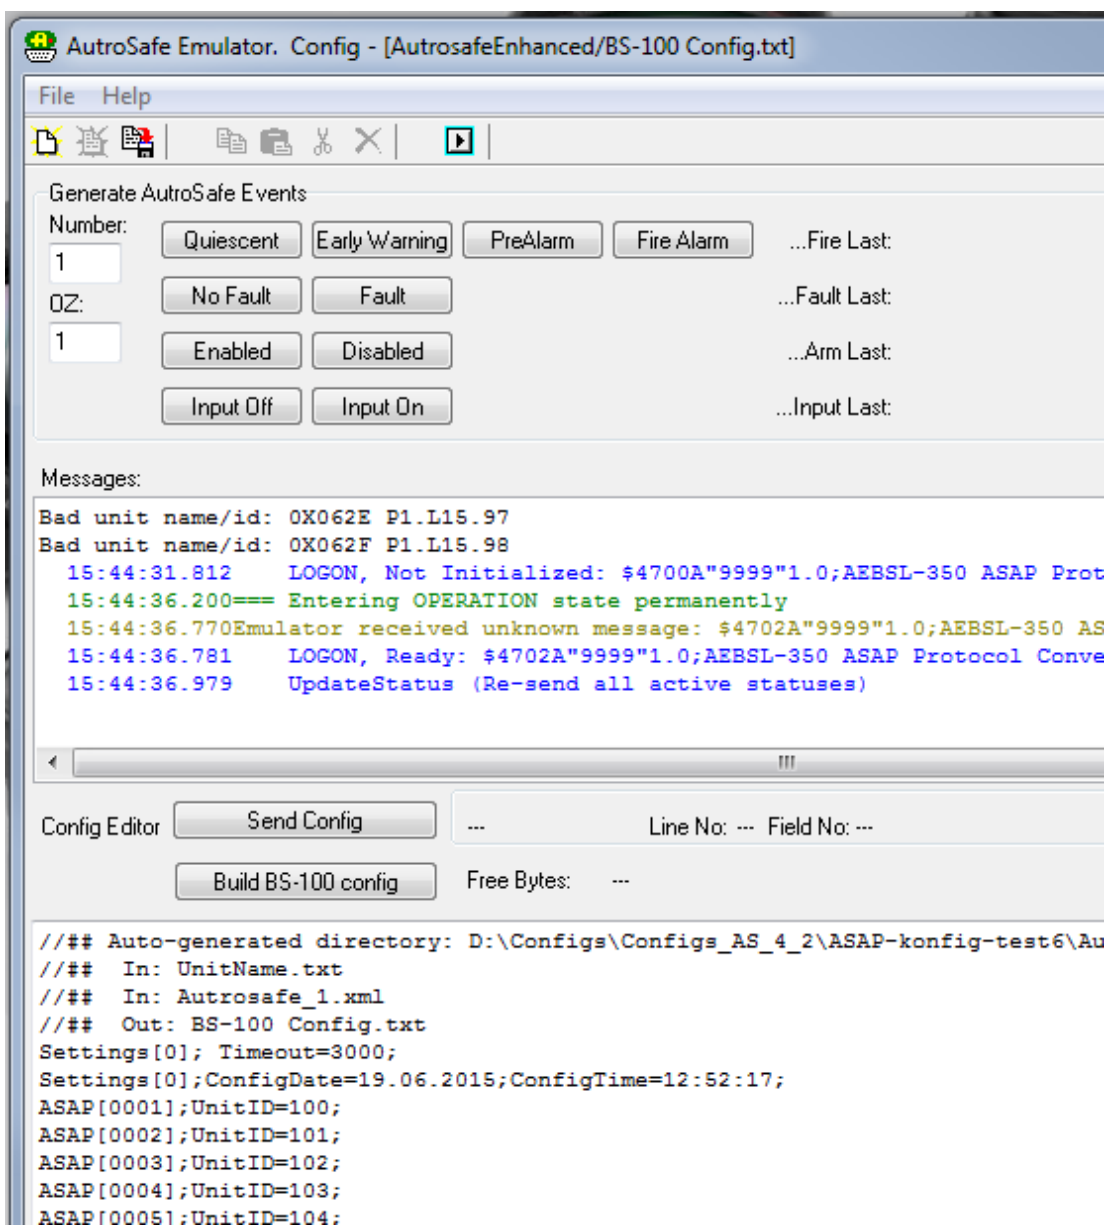 AutroSafe Emulator.  Config - [AutrosafeEnhanced/BS-100 Config.txt]
File Help
Generate AutroSafe Events
Number:
1
OZ:
1
Quiescent Early Warning PreAlarm Fire Alarm ...Fire Last:
No Fault Fault ...Fault Last:
Enabled Disabled ...Arm Last:
Input Off Input On ...Input Last:
Messages:
Bad unit name/id: 0X062E P1.L15.97
Bad unit name/id: 0X062F P1.L15.98
15:44:31.812    LOGON, Not Initialized: $4700A"9999"1.0;AEBSL-350 ASAP Prot
15:44:36.200=== Entering OPERATION state permanently
15:44:36.770Emulator received unknown message: $4702A"9999"1.0;AEBSL-350 AS
15:44:36.781    LOGON, Ready: $4702A"9999"1.0;AEBSL-350 ASAP Protocol Conve
15:44:36.979    UpdateStatus (Re-send all active statuses)
Config Editor Send Config --- Line No: --- Field No: ---
Build BS-100 config Free Bytes: ---
//## Auto-generated directory: D:\Configs\Configs_AS_4_2\ASAP-konfig-test6\Au
//##  In: UnitName.txt
//##  In: Autrosafe_1.xml
//##  Out: BS-100 Config.txt
Settings[0]; Timeout=3000;
Settings[0];ConfigDate=19.06.2015;ConfigTime=12:52:17;
ASAP[0001];UnitID=100;
ASAP[0002];UnitID=101;
ASAP[0003];UnitID=102;
ASAP[0004];UnitID=103;
ASAP[0005];UnitID=104;